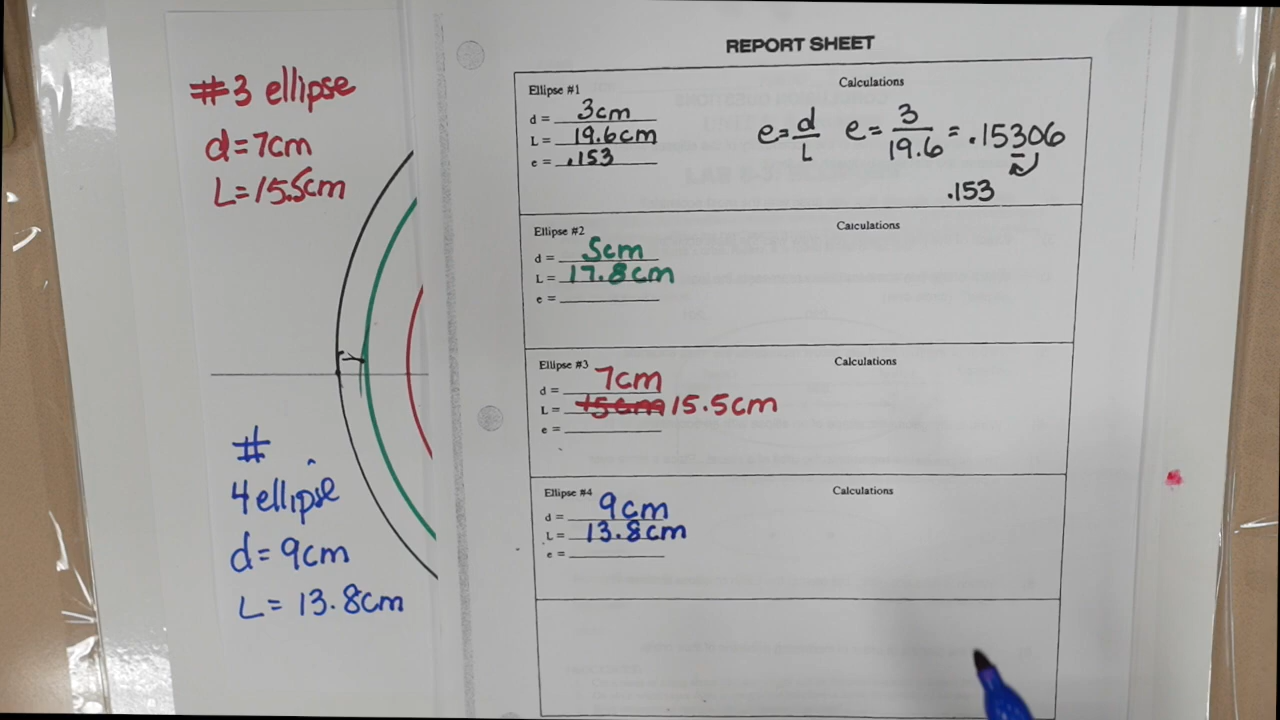 #3 ellipse
d=7cm
L=15.5cm
#
4 ellipse
d=9cm
L= 13.8cm
REPORT SHEET
Ellipse #1
Calculations
d = 3cm
L = 19.6cm
e = .153
e= d/L e= 3/19.6 = .15306
.153
Ellipse #2
Calculations
d = 5cm
L = 17.8cm
e =
Ellipse #3
Calculations
d = 7cm
L = 15cm 15.5cm
e =
Ellipse #4
Calculations
d = 9cm
L = 13.8cm
e =